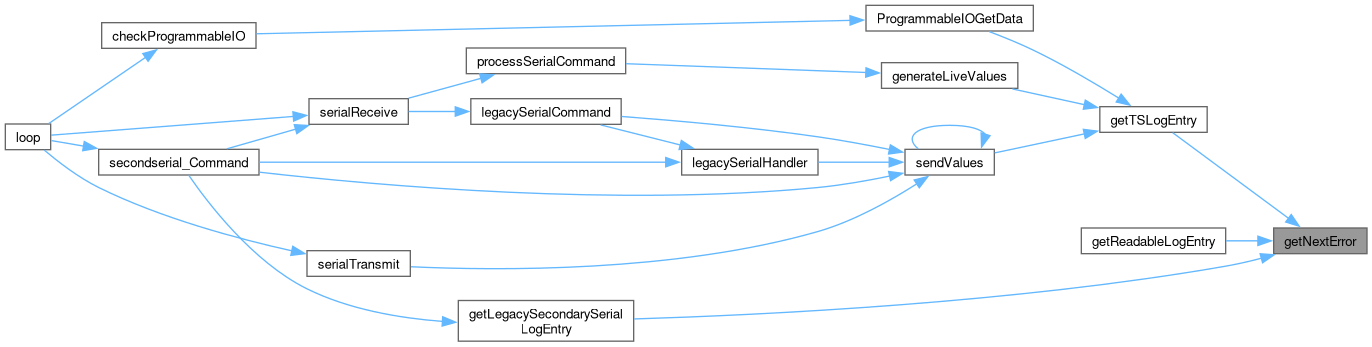 ProgrammableIOGetData
checkProgrammableIO
processSerialCommand
generateLiveValues
serialReceive
legacySerialCommand
getTSLogEntry
loop
secondserial_Command
legacySerialHandler
sendValues
getReadableLogEntry
getNextError
serialTransmit
getLegacySecondarySerial
LogEntry